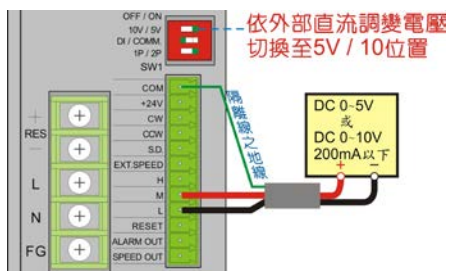 OFF / ON
10V / 5V
DI / COMM.
1P / 2P
SW1
依外部直流調變電壓
切換至5V / 10位置
COM
+24V
CW
CCW
S.D.
EXT.SPEED
H
M
L
RESET
ALARM OUT
SPEED OUT
+
RES
−
L
N
FG
隔離線之地線
DC 0~5V
或
DC 0~10V
200mA以下
+ −